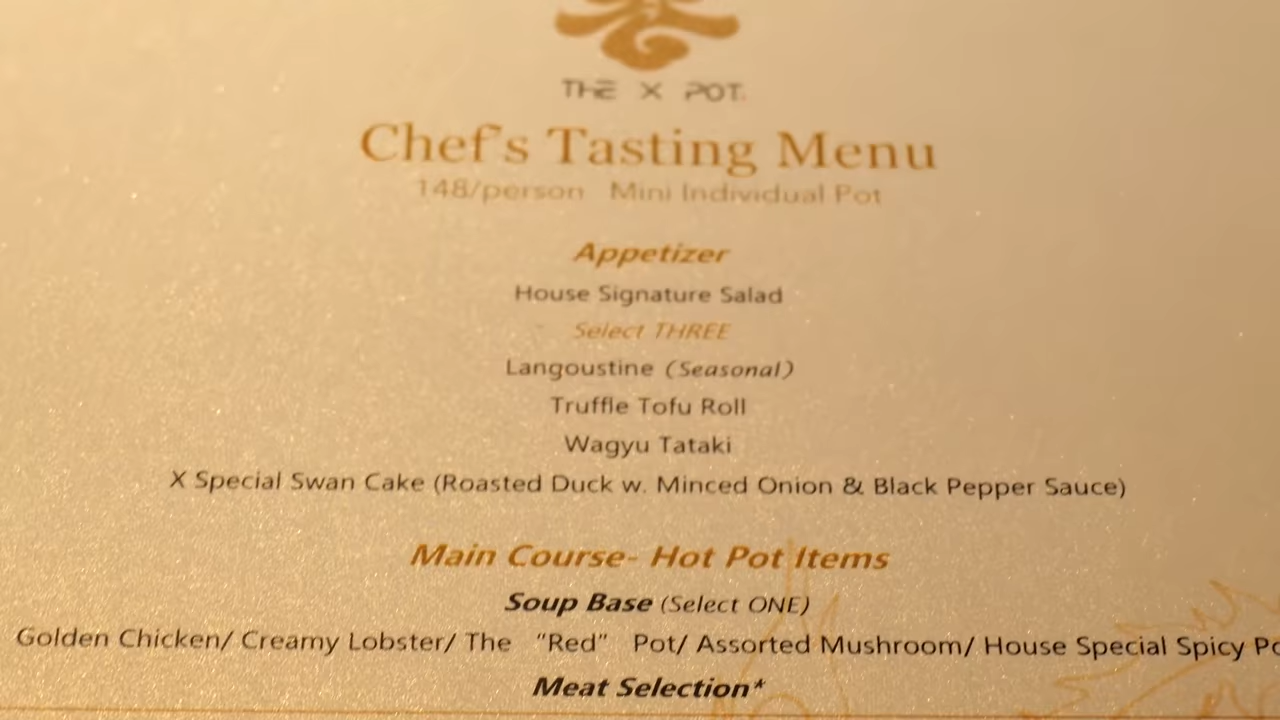 THE X POT
Chef's Tasting Menu
148/person Mini Individual Pot
Appetizer
House Signature Salad
Select THREE
Langoustine (Seasonal)
Truffle Tofu Roll
Wagyu Tataki
X Special Swan Cake (Roasted Duck w. Minced Onion & Black Pepper Sauce)
Main Course- Hot Pot Items
Soup Base (Select ONE)
Golden Chicken/ Creamy Lobster/ The “Red” Pot/ Assorted Mushroom/ House Special Spicy
Meat Selection*